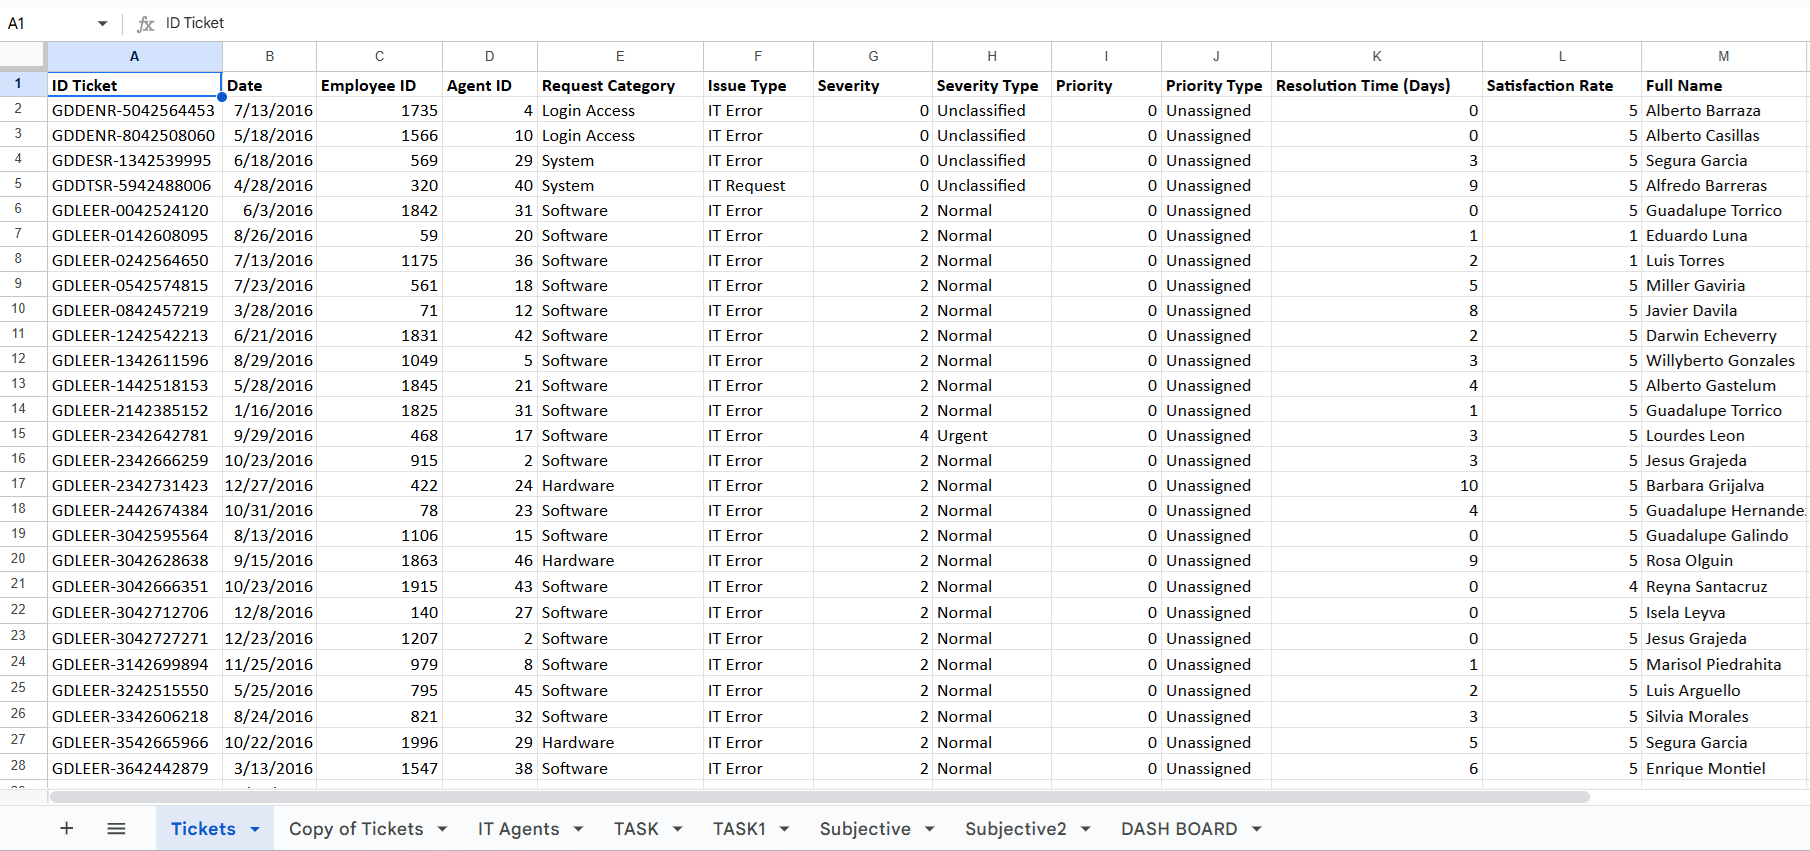 A1 fx ID Ticket
A B C D E F G H I J K L M
1 ID Ticket Date Employee ID Agent ID Request Category Issue Type Severity Severity Type Priority Priority Type Resolution Time (Days) Satisfaction Rate Full Name
2 GDDENR-5042564453 7/13/2016 1735 4 Login Access IT Error 0 Unclassified 0 Unassigned 0 5 Alberto Barraza
3 GDDENR-8042508060 5/18/2016 1566 10 Login Access IT Error 0 Unclassified 0 Unassigned 0 5 Alberto Casillas
4 GDDESR-1342539995 6/18/2016 569 29 System IT Error 0 Unclassified 0 Unassigned 3 5 Segura Garcia
5 GDDTSR-5942488006 4/28/2016 320 40 System IT Request 0 Unclassified 0 Unassigned 9 5 Alfredo Barreras
6 GDLEER-0042524120 6/3/2016 1842 31 Software IT Error 2 Normal 0 Unassigned 0 5 Guadalupe Torrico
7 GDLEER-0142608095 8/26/2016 59 20 Software IT Error 2 Normal 0 Unassigned 1 1 Eduardo Luna
8 GDLEER-0242564650 7/13/2016 1175 36 Software IT Error 2 Normal 0 Unassigned 2 1 Luis Torres
9 GDLEER-0542574815 7/23/2016 561 18 Software IT Error 2 Normal 0 Unassigned 5 5 Miller Gaviria
10 GDLEER-0842457219 3/28/2016 71 12 Software IT Error 2 Normal 0 Unassigned 8 5 Javier Davila
11 GDLEER-1242542213 6/21/2016 1831 42 Software IT Error 2 Normal 0 Unassigned 2 5 Darwin Echeverry
12 GDLEER-1342611596 8/29/2016 1049 5 Software IT Error 2 Normal 0 Unassigned 3 5 Willyberto Gonzales
13 GDLEER-1442518153 5/28/2016 1845 21 Software IT Error 2 Normal 0 Unassigned 4 5 Alberto Gastelum
14 GDLEER-2142385152 1/16/2016 1825 31 Software IT Error 2 Normal 0 Unassigned 1 5 Guadalupe Torrico
15 GDLEER-2342642781 9/29/2016 468 17 Software IT Error 4 Urgent 0 Unassigned 3 5 Lourdes Leon
16 GDLEER-2342666259 10/23/2016 915 2 Software IT Error 2 Normal 0 Unassigned 3 5 Jesus Grajeda
17 GDLEER-2342731423 12/27/2016 422 24 Hardware IT Error 2 Normal 0 Unassigned 10 5 Barbara Grijalva
18 GDLEER-2442674384 10/31/2016 78 23 Software IT Error 2 Normal 0 Unassigned 4 5 Guadalupe Hernande
19 GDLEER-3042595564 8/13/2016 1106 15 Software IT Error 2 Normal 0 Unassigned 0 5 Guadalupe Galindo
20 GDLEER-3042628638 9/15/2016 1863 46 Hardware IT Error 2 Normal 0 Unassigned 9 5 Rosa Olguin
21 GDLEER-3042666351 10/23/2016 1915 43 Software IT Error 2 Normal 0 Unassigned 0 4 Reyna Santacruz
22 GDLEER-3042712706 12/8/2016 140 27 Software IT Error 2 Normal 0 Unassigned 0 5 Isela Leyva
23 GDLEER-3042727271 12/23/2016 1207 2 Software IT Error 2 Normal 0 Unassigned 0 5 Jesus Grajeda
24 GDLEER-3142699894 11/25/2016 979 8 Software IT Error 2 Normal 0 Unassigned 1 5 Marisol Piedrahita
25 GDLEER-3242515550 5/25/2016 795 45 Software IT Error 2 Normal 0 Unassigned 2 5 Luis Arguello
26 GDLEER-3342606218 8/24/2016 821 32 Software IT Error 2 Normal 0 Unassigned 3 5 Silvia Morales
27 GDLEER-3542665966 10/22/2016 1996 29 Hardware IT Error 2 Normal 0 Unassigned 5 5 Segura Garcia
28 GDLEER-3642442879 3/13/2016 1547 38 Software IT Error 2 Normal 0 Unassigned 6 5 Enrique Montiel
Tickets Copy of Tickets IT Agents TASK TASK1 Subjective Subjective2 DASH BOARD